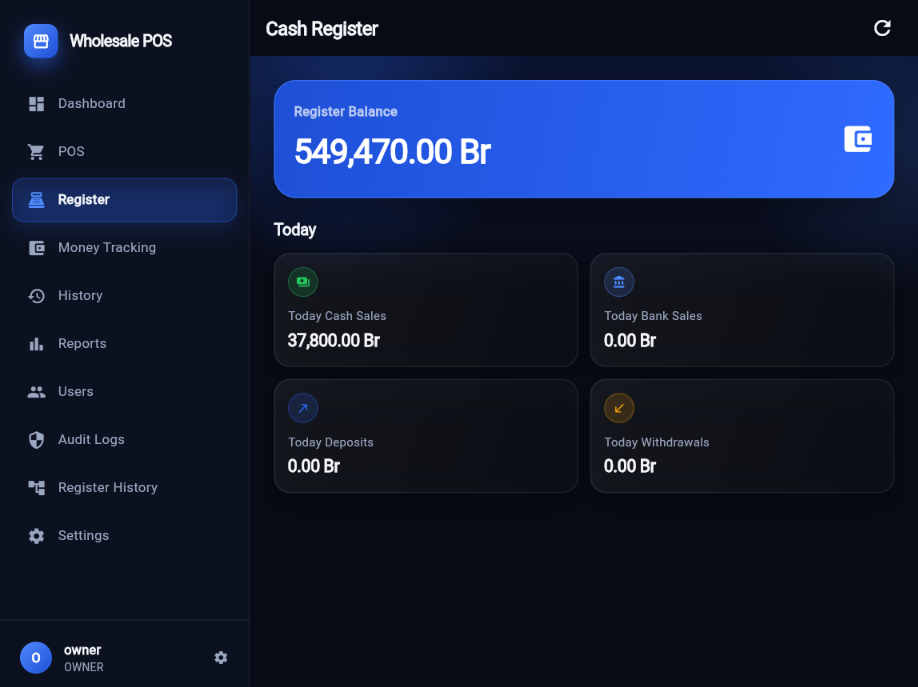 Wholesale POS
Cash Register
Dashboard
POS
Register
Money Tracking
History
Reports
Users
Audit Logs
Register History
Settings
O
owner
OWNER
Register Balance
549,470.00 Br
Today
Today Cash Sales
37,800.00 Br
Today Bank Sales
0.00 Br
Today Deposits
0.00 Br
Today Withdrawals
0.00 Br